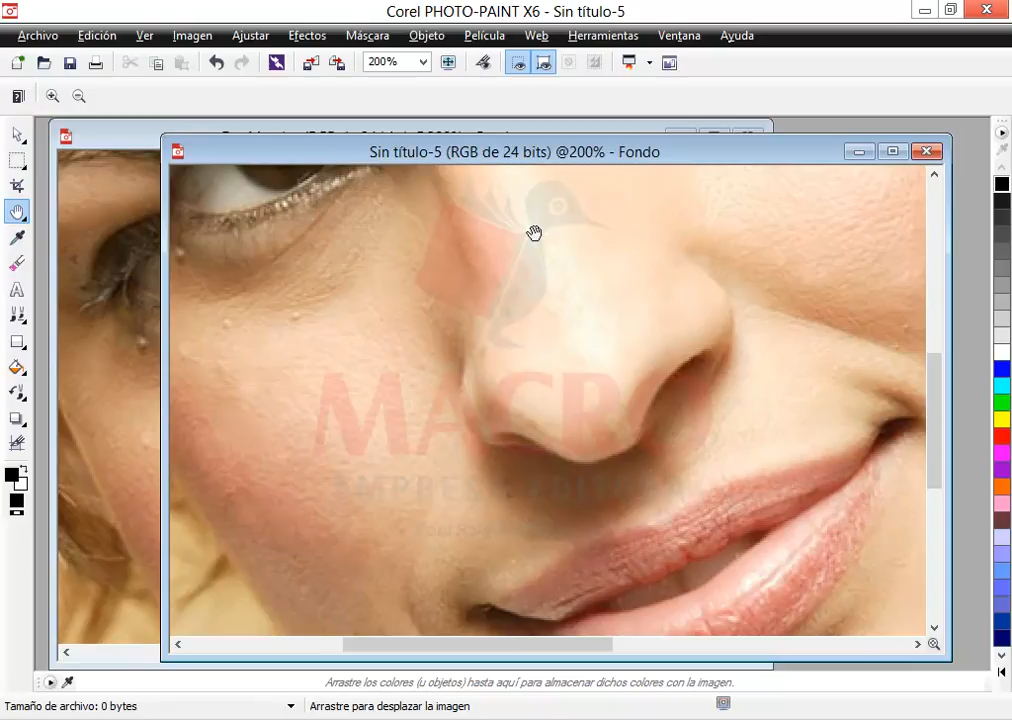 Corel PHOTO-PAINT X6 - Sin título-5
Archivo Edición Ver Imagen Ajustar Efectos Máscara Objeto Película Web Herramientas Ventana Ayuda
200%
Sin título-5 (RGB de 24 bits) @200% - Fondo
MACRO
Arrastre los colores (u objetos) hasta aquí para almacenar dichos colores con la imagen.
Tamaño de archivo: 0 bytes
Arrastre para desplazar la imagen